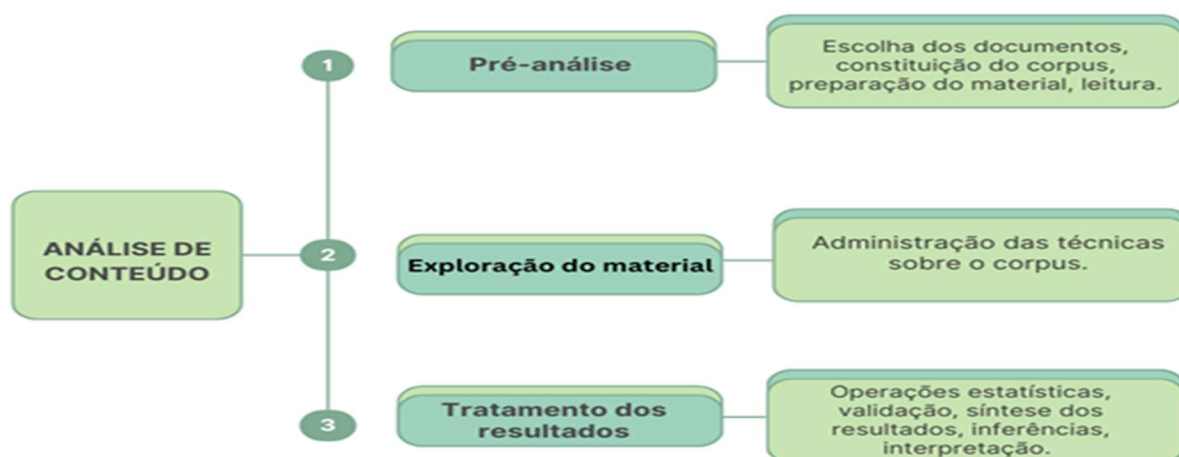 ANÁLISE DE
CONTEÚDO
1
Pré-análise
Escolha dos documentos,
constituição do corpus,
preparação do material, leitura.
2
Exploração do material
Administração das técnicas
sobre o corpus.
3
Tratamento dos
resultados
Operações estatísticas,
validação, síntese dos
resultados, inferências,
interpretação.